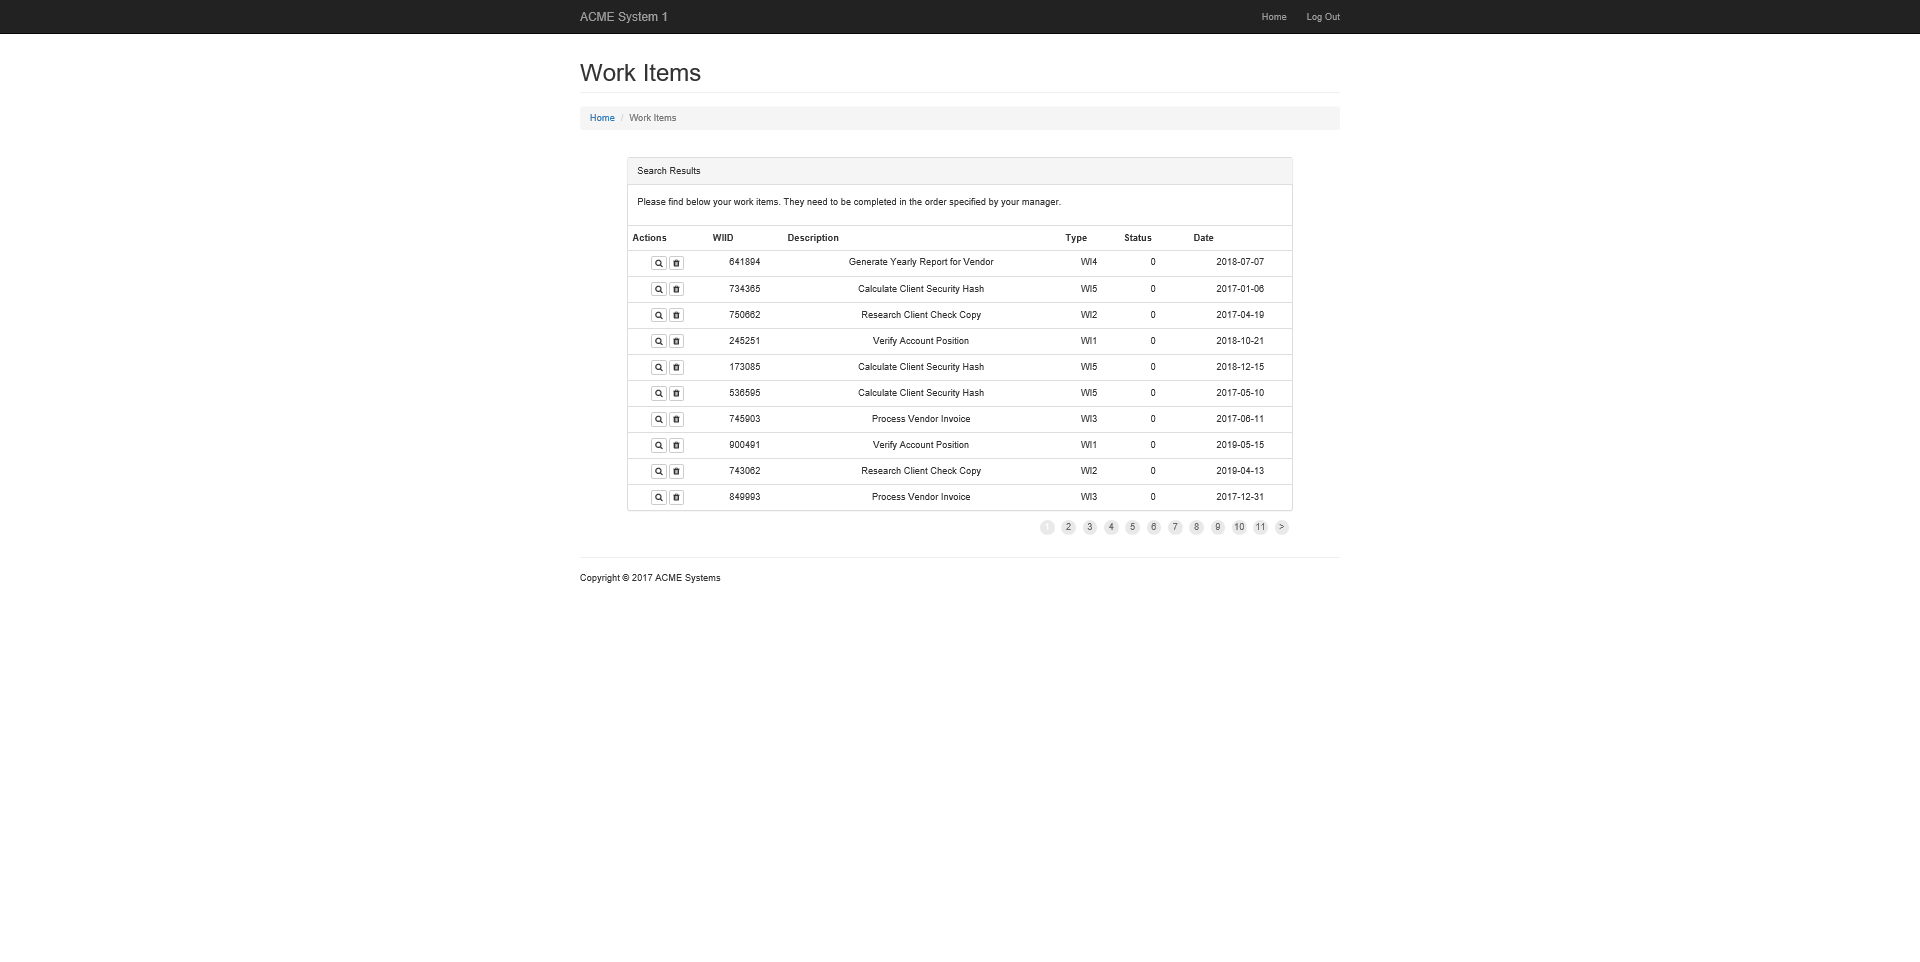 ACME System 1 Home Log Out
Work Items
Home / Work Items
Search Results
Please find below your work items. They need to be completed in the order specified by your manager.
Actions WIID Description Type Status Date
641894 Generate Yearly Report for Vendor WI4 0 2018-07-07
734365 Calculate Client Security Hash WI5 0 2017-01-06
750662 Research Client Check Copy WI2 0 2017-04-19
245251 Verify Account Position WI1 0 2018-10-21
173085 Calculate Client Security Hash WI5 0 2018-12-15
536595 Calculate Client Security Hash WI5 0 2017-05-10
745903 Process Vendor Invoice WI3 0 2017-06-11
900491 Verify Account Position WI1 0 2019-05-15
743062 Research Client Check Copy WI2 0 2019-04-13
849993 Process Vendor Invoice WI3 0 2017-12-31
1 2 3 4 5 6 7 8 9 10 11 >
Copyright © 2017 ACME Systems